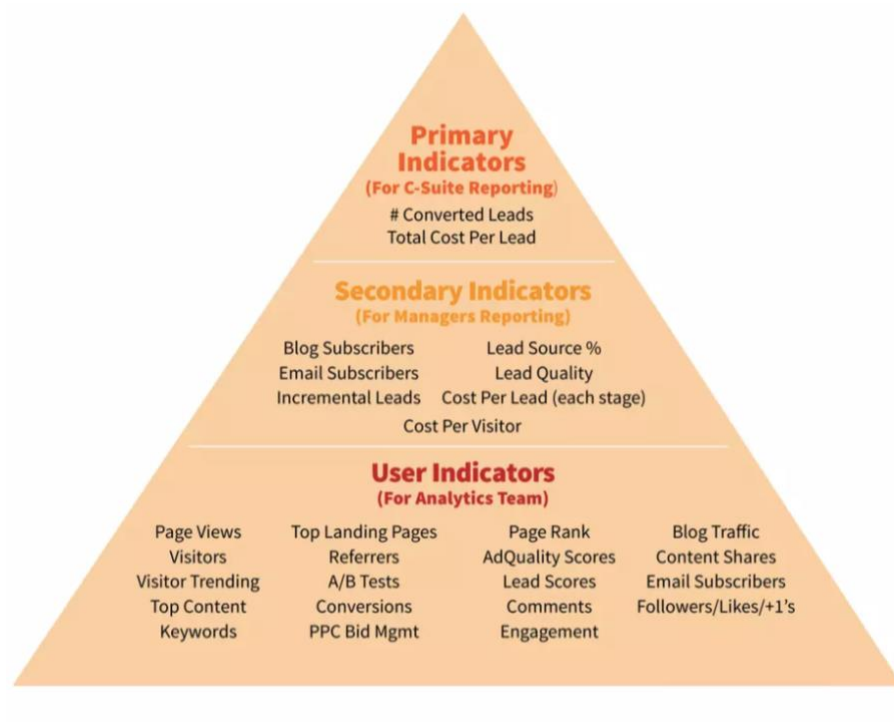 Primary
Indicators
(For C-Suite Reporting)
# Converted Leads
Total Cost Per Lead
Secondary Indicators
(For Managers Reporting)
Blog Subscribers
Email Subscribers
Incremental Leads
Lead Source %
Lead Quality
Cost Per Lead (each stage)
Cost Per Visitor
User Indicators
(For Analytics Team)
Page Views
Visitors
Visitor Trending
Top Content
Keywords
Top Landing Pages
Referrers
A/B Tests
Conversions
PPC Bid Mgmt
Page Rank
AdQuality Scores
Lead Scores
Comments
Engagement
Blog Traffic
Content Shares
Email Subscribers
Followers/Likes/+1's